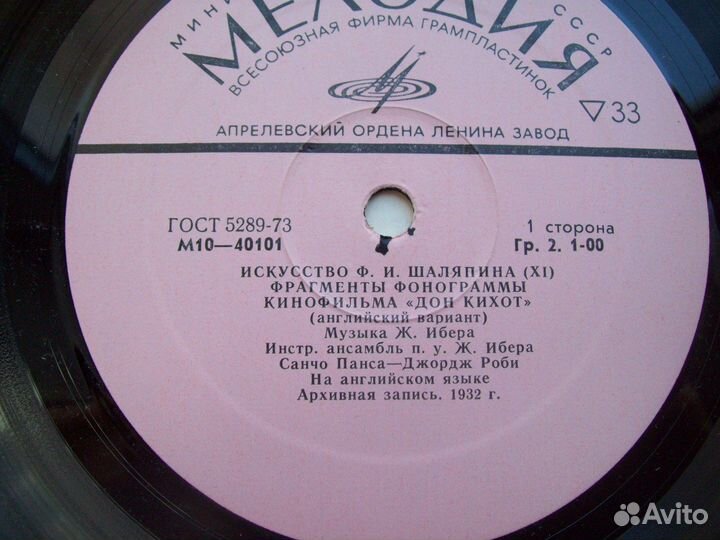 МИНИ СССР
МЕЛОДИЯ
ВСЕСОЮЗНАЯ ФИРМА ГРАМПЛАСТИНОК
▽33
АПРЕЛЕВСКИЙ ОРДЕНА ЛЕНИНА ЗАВОД
ГОСТ 5289-73
М10—40101
1 сторона
Гр. 2. 1-00
ИСКУССТВО Ф. И. ШАЛЯПИНА (XI)
ФРАГМЕНТЫ ФОНОГРАММЫ
КИНОФИЛЬМА «ДОН КИХОТ»
(английский вариант)
Музыка Ж. Ибера
Инстр. ансамбль п. у. Ж. Ибера
Санчо Панса—Джордж Роби
На английском языке
Архивная запись. 1932 г.
Avito